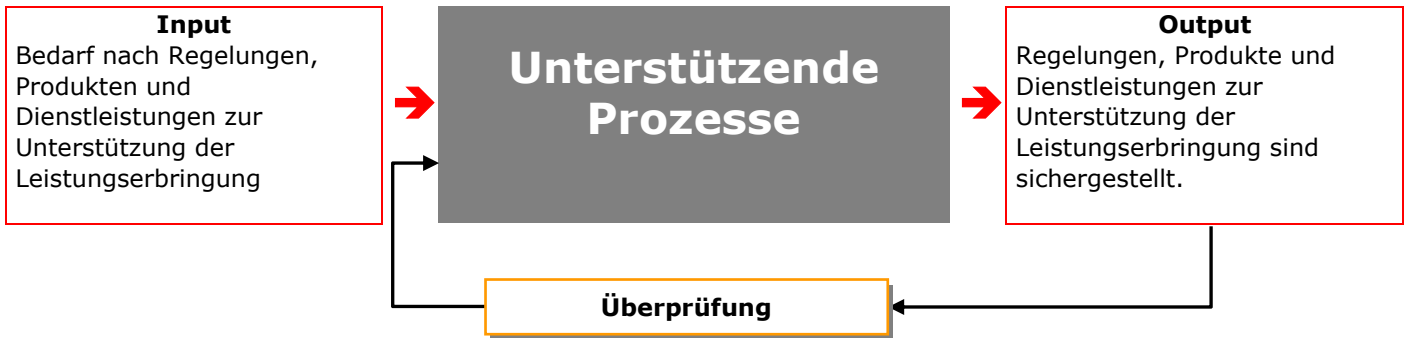 Input
Bedarf nach Regelungen,
Produkten und
Dienstleistungen zur
Unterstützung der
Leistungserbringung
Unterstützende
Prozesse
Output
Regelungen, Produkte und
Dienstleistungen zur
Unterstützung der
Leistungserbringung sind
sichergestellt.
Überprüfung